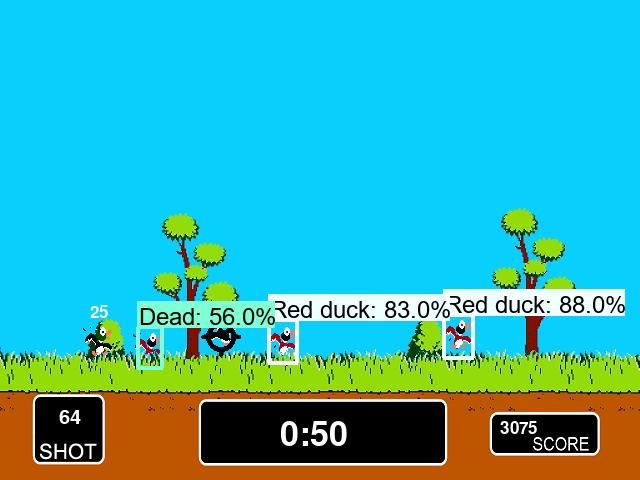 25
Dead: 56.0%
Red duck: 83.0%
Red duck: 88.0%
64
SHOT
0:50
3075
SCORE